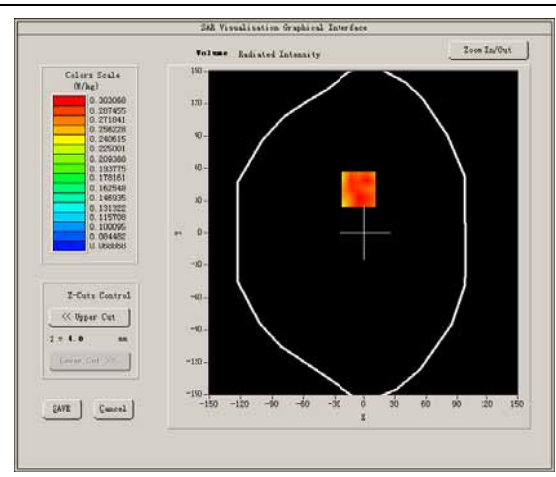 SAR Visualisation Graphical Interface
Volume Radiated Intensity
Zoom In/Out
Colors Scale
(W/kg)
0.303068
0.287455
0.271841
0.256228
0.240615
0.225001
0.209388
0.193775
0.178161
0.162548
0.146935
0.131322
0.115708
0.100095
0.084482
0.068868
150-
120-
90-
60-
30-
Y 0-
-30-
-60-
-90-
-120-
-150-
-150 -120 -90 -60 -30 0 30 60 90 120 150
X
Z-Cuts Control
<< Upper Cut
Z = 4.0 mm
Lower Cut >>
SAVE
Cancel